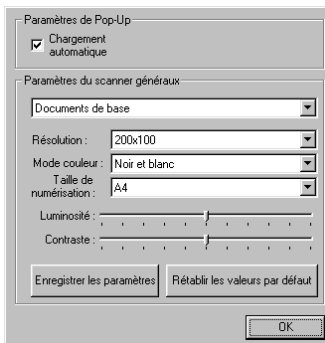 Paramètres de Pop-Up
Chargement
automatique
Paramètres du scanner généraux
Documents de base
Résolution : 200x100
Mode couleur : Noir et blanc
Taille de
numérisation : A4
Luminosité :
Contraste :
Enregistrer les paramètres Rétablir les valeurs par défaut
OK